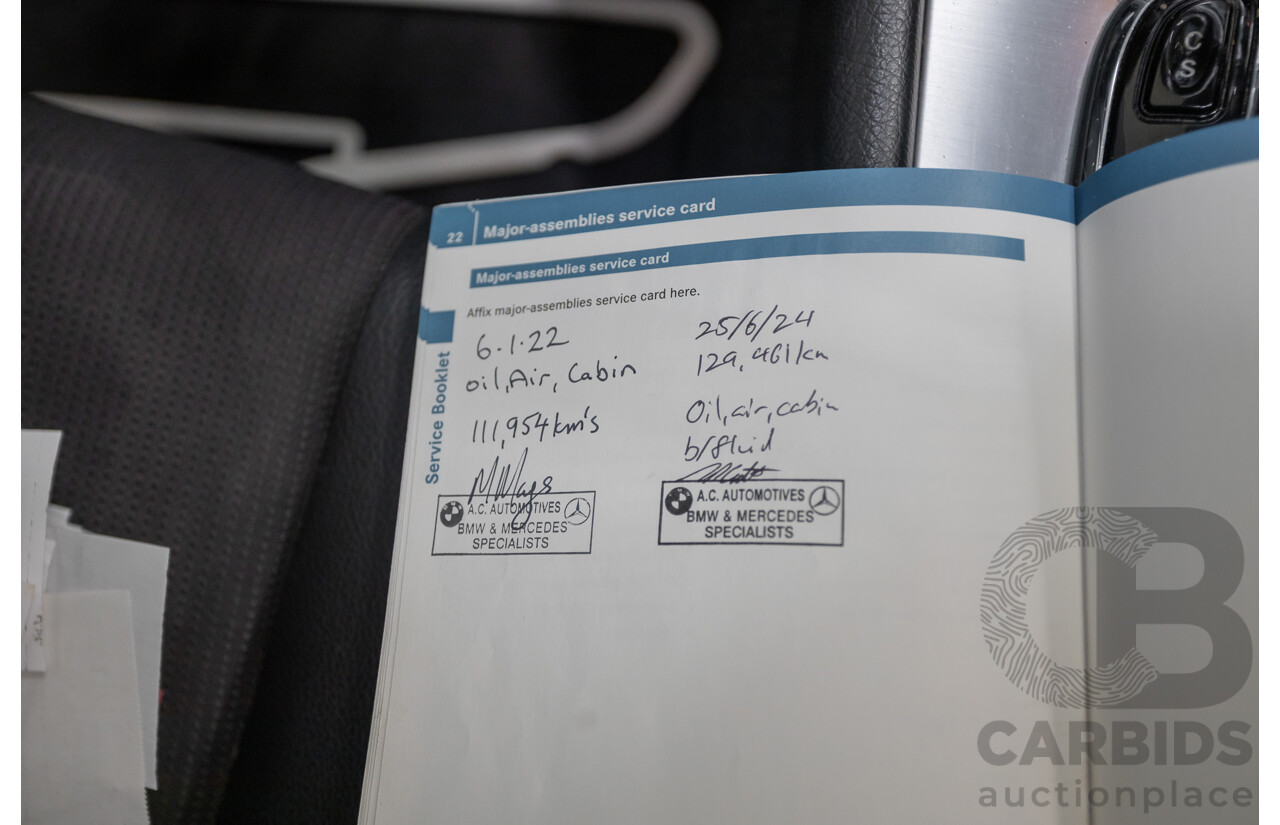 C
S
22 Major-assemblies service card
Major-assemblies service card
Affix major-assemblies service card here.
Service Booklet
6.1.22
oil, Air, Cabin
111,954km's
A.C. AUTOMOTIVES
BMW & MERCEDES
SPECIALISTS
25/6/24
129,461km
Oil, air, cabin
b/fluid
A.C. AUTOMOTIVES
BMW & MERCEDES
SPECIALISTS
CB
CARBIDS
auctionplace